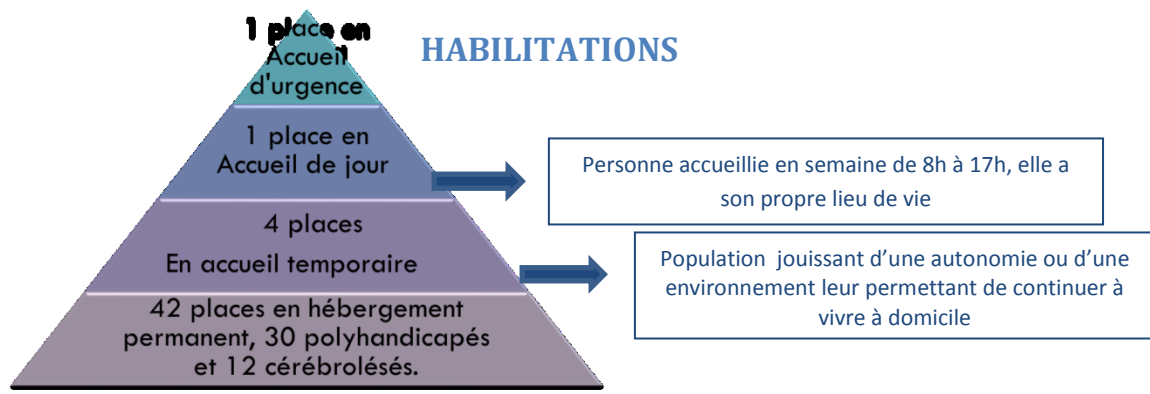 1 place en
Accueil
d'urgence
HABILITATIONS
1 place en
Accueil de jour
Personne accueillie en semaine de 8h à 17h, elle a
son propre lieu de vie
4 places
En accueil temporaire
Population jouissant d’une autonomie ou d’une
environnement leur permettant de continuer à
vivre à domicile
42 places en hébergement
permanent, 30 polyhandicapés
et 12 cérébrolésés.